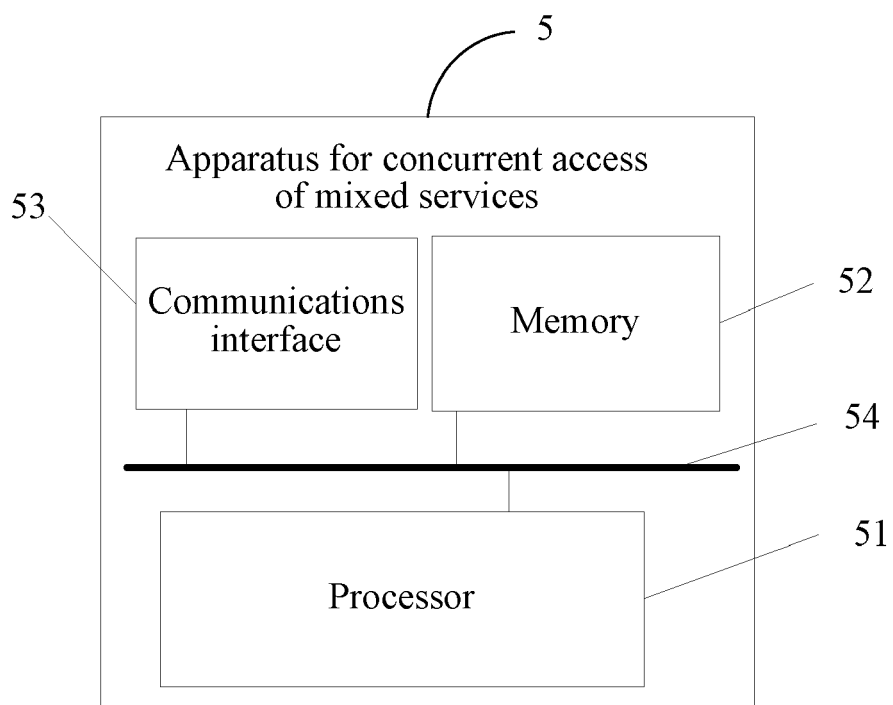 5
Apparatus for concurrent access
of mixed services
53
Communications
interface
Memory
52
54
Processor
51